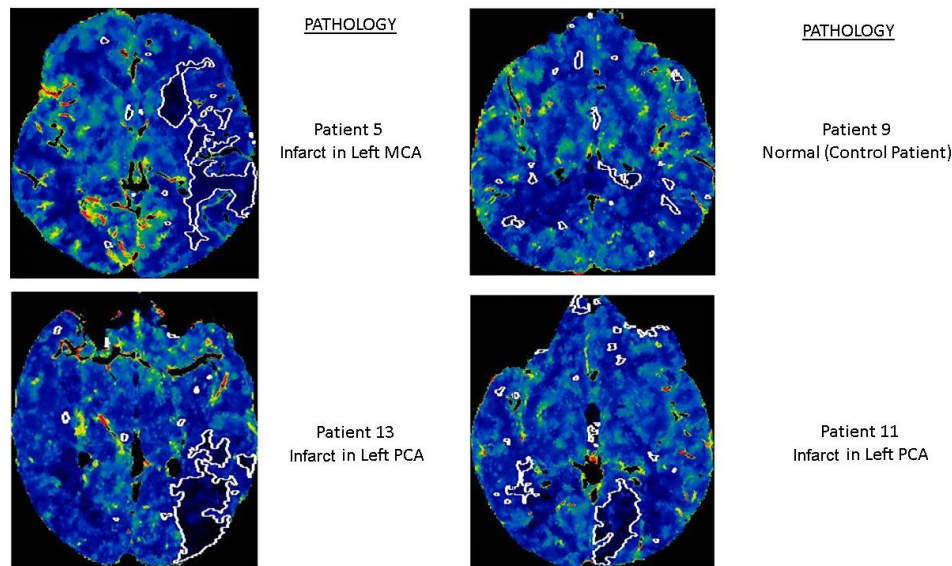 PATHOLOGY
Patient 5
Infarct in Left MCA
PATHOLOGY
Patient 9
Normal (Control Patient)
Patient 13
Infarct in Left PCA
Patient 11
Infarct in Left PCA